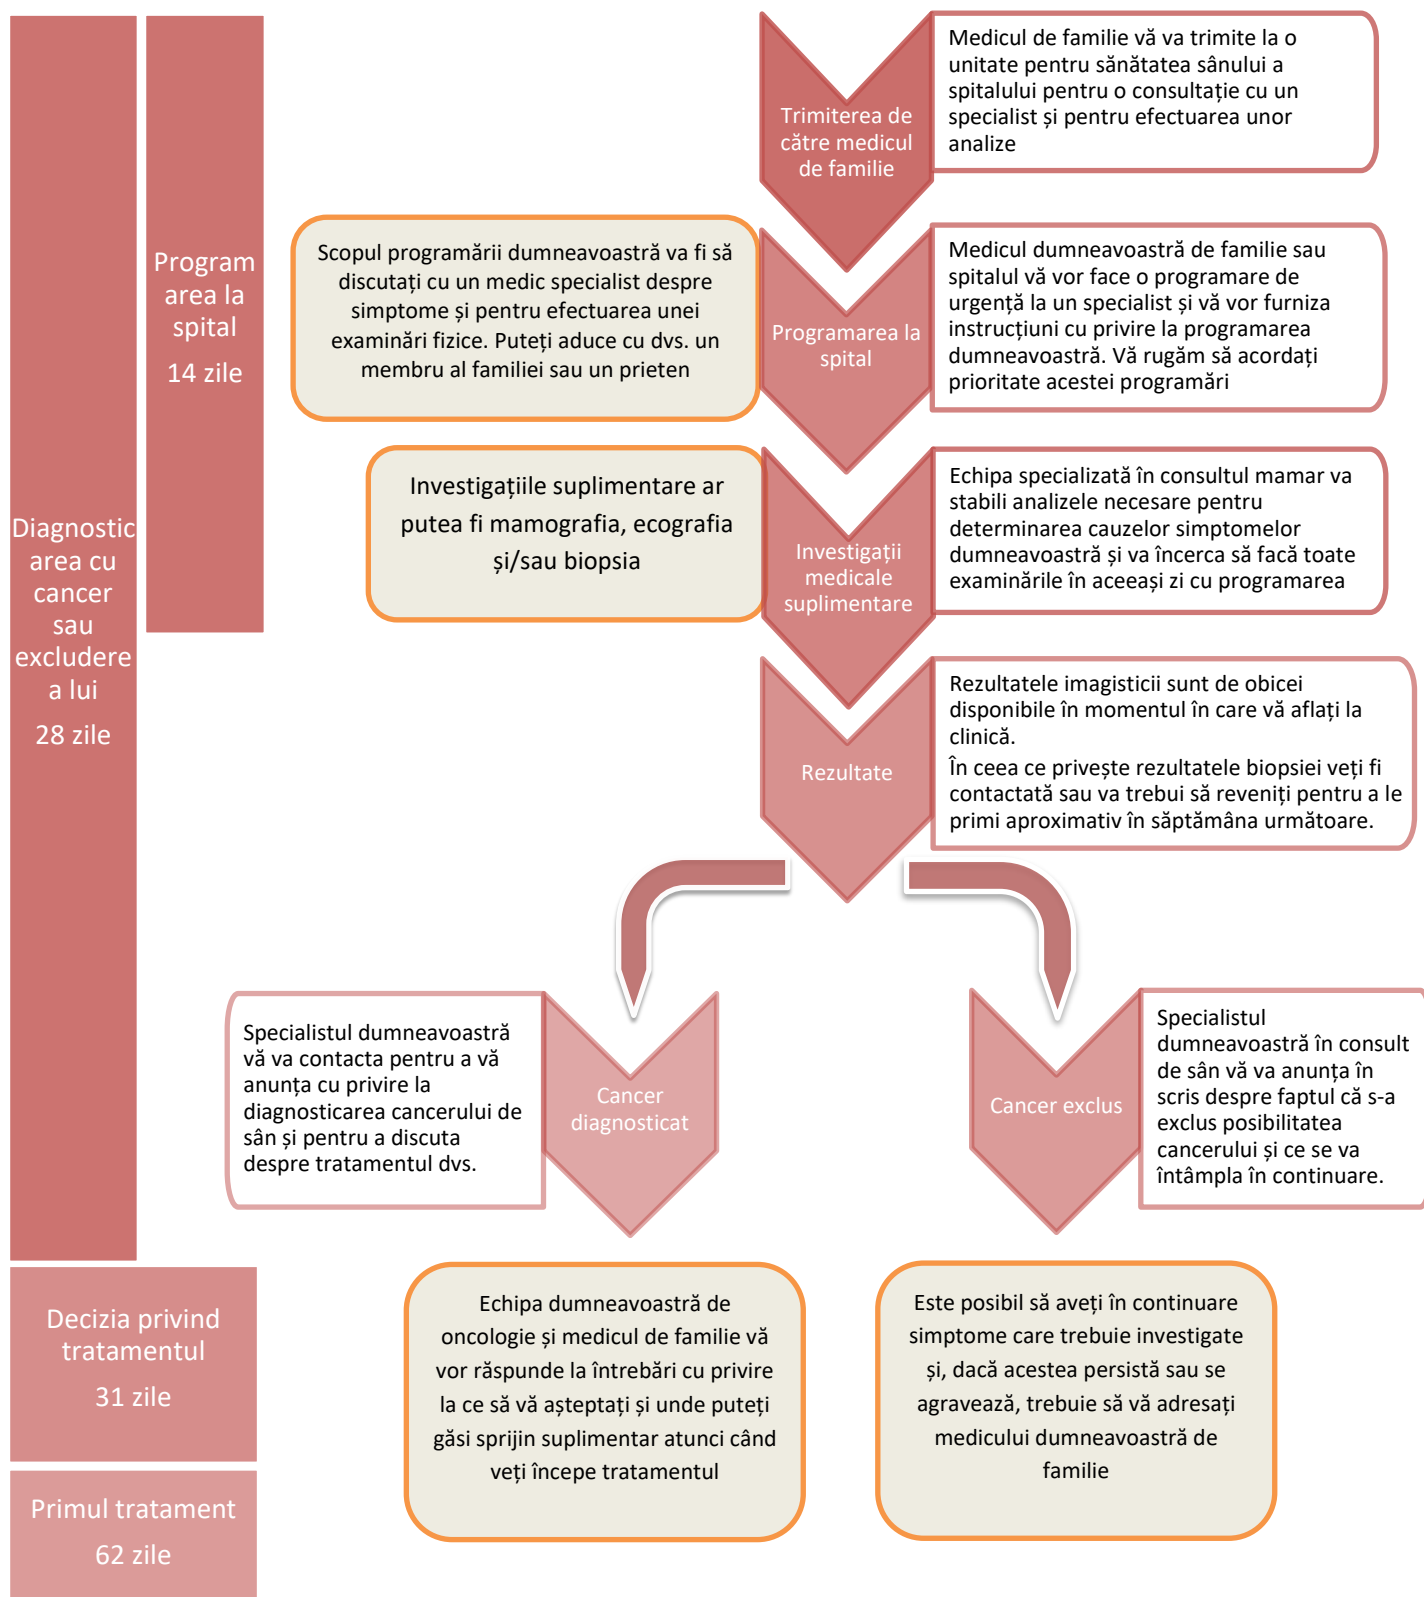 Diagnostic
area cu
cancer
sau
excludere
a lui
28 zile
Program
area la
spital
14 zile
Trimiterea de
către medicul
de familie
Medicul de familie vă va trimite la o
unitate pentru sănătatea sânului a
spitalului pentru o consultație cu un
specialist și pentru efectuarea unor
analize
Scopul programării dumneavoastră va fi să
discutați cu un medic specialist despre
simptome și pentru efectuarea unei
examinări fizice. Puteți aduce cu dvs. un
membru al familiei sau un prieten
Programarea la
spital
Medicul dumneavoastră de familie sau
spitalul vă vor face o programare de
urgență la un specialist și vă vor furniza
instrucțiuni cu privire la programarea
dumneavoastră. Vă rugăm să acordați
prioritate acestei programări
Investigațiile suplimentare ar
putea fi mamografia, ecografia
și/sau biopsia
Investigații
medicale
suplimentare
Echipa specializată în consultul mamar va
stabili analizele necesare pentru
determinarea cauzelor simptomelor
dumneavoastră și va încerca să facă toate
examinările în aceeași zi cu programarea
Rezultate
Rezultatele imagisticii sunt de obicei
disponibile în momentul în care vă aflați la
clinică.
În ceea ce privește rezultatele biopsiei veți fi
contactată sau va trebui să reveniți pentru a le
primi aproximativ în săptămâna următoare.
Specialistul dumneavoastră
vă va contacta pentru a vă
anunța cu privire la
diagnosticarea cancerului de
sân și pentru a discuta
despre tratamentul dvs.
Cancer
diagnosticat
Cancer exclus
Specialistul
dumneavoastră în consult
de sân vă va anunța în
scris despre faptul că s-a
exclus posibilitatea
cancerului și ce se va
întâmpla în continuare.
Decizia privind
tratamentul
31 zile
Primul tratament
62 zile
Echipa dumneavoastră de
oncologie și medicul de familie vă
vor răspunde la întrebări cu privire
la ce să vă așteptați și unde puteți
găsi sprijin suplimentar atunci când
veți începe tratamentul
Este posibil să aveți în continuare
simptome care trebuie investigate
și, dacă acestea persistă sau se
agravează, trebuie să vă adresați
medicului dumneavoastră de
familie